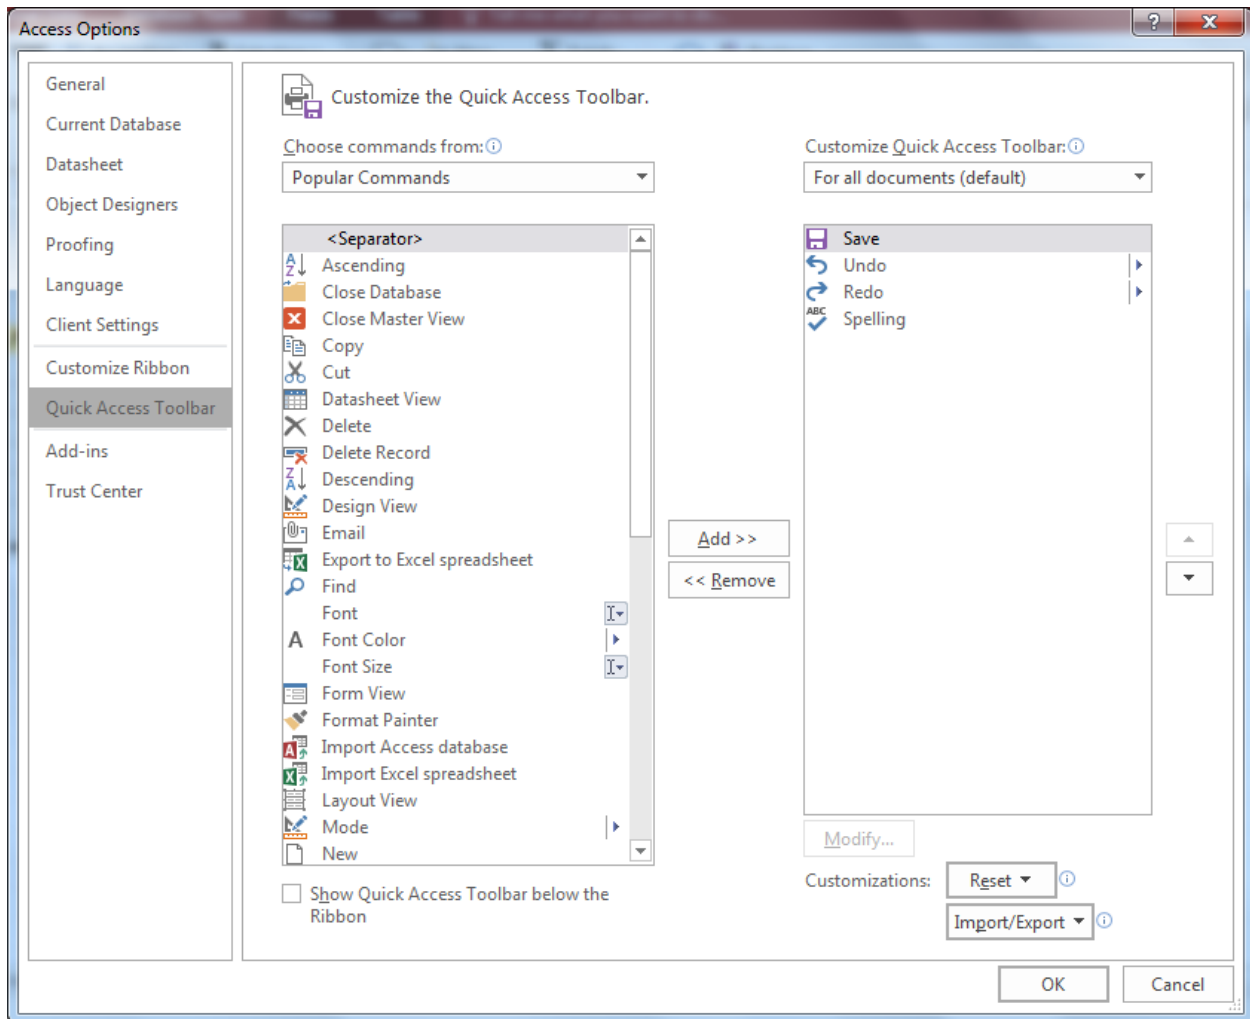 Access Options
?
General
Current Database
Datasheet
Object Designers
Proofing
Language
Client Settings
Customize Ribbon
Quick Access Toolbar
Add-ins
Trust Center
Customize the Quick Access Toolbar.
Choose commands from:
Popular Commands
<Separator>
Ascending
Close Database
Close Master View
Copy
Cut
Datasheet View
Delete
Delete Record
Descending
Design View
Email
Export to Excel spreadsheet
Find
Font
Font Color
Font Size
Form View
Format Painter
Import Access database
Import Excel spreadsheet
Layout View
Mode
New
Show Quick Access Toolbar below the
Ribbon
Add >>
<< Remove
Customize Quick Access Toolbar:
For all documents (default)
Save
Undo
Redo
ABC
Spelling
Modify...
Customizations:
Reset
Import/Export
OK
Cancel